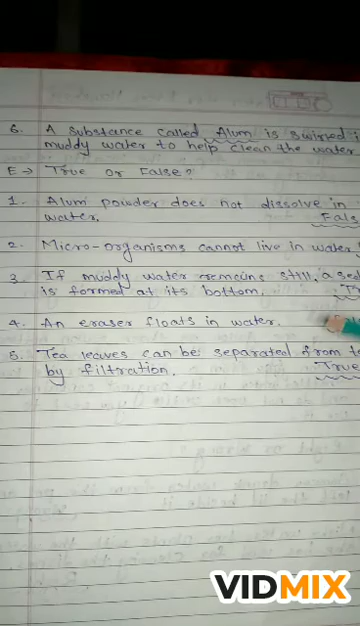 6. A substance called Alum is swirled i
muddy water to help clean the water
E → True or False?
1. Alum powder does not dissolve in
water. Fals
2. Micro-organisms cannot live in water.
3 If muddy water remains still, a sed
is formed at its bottom. Tr
4. An eraser floats in water.
5. Tea leaves can be separated from te
by filtration. True
VIDMIX